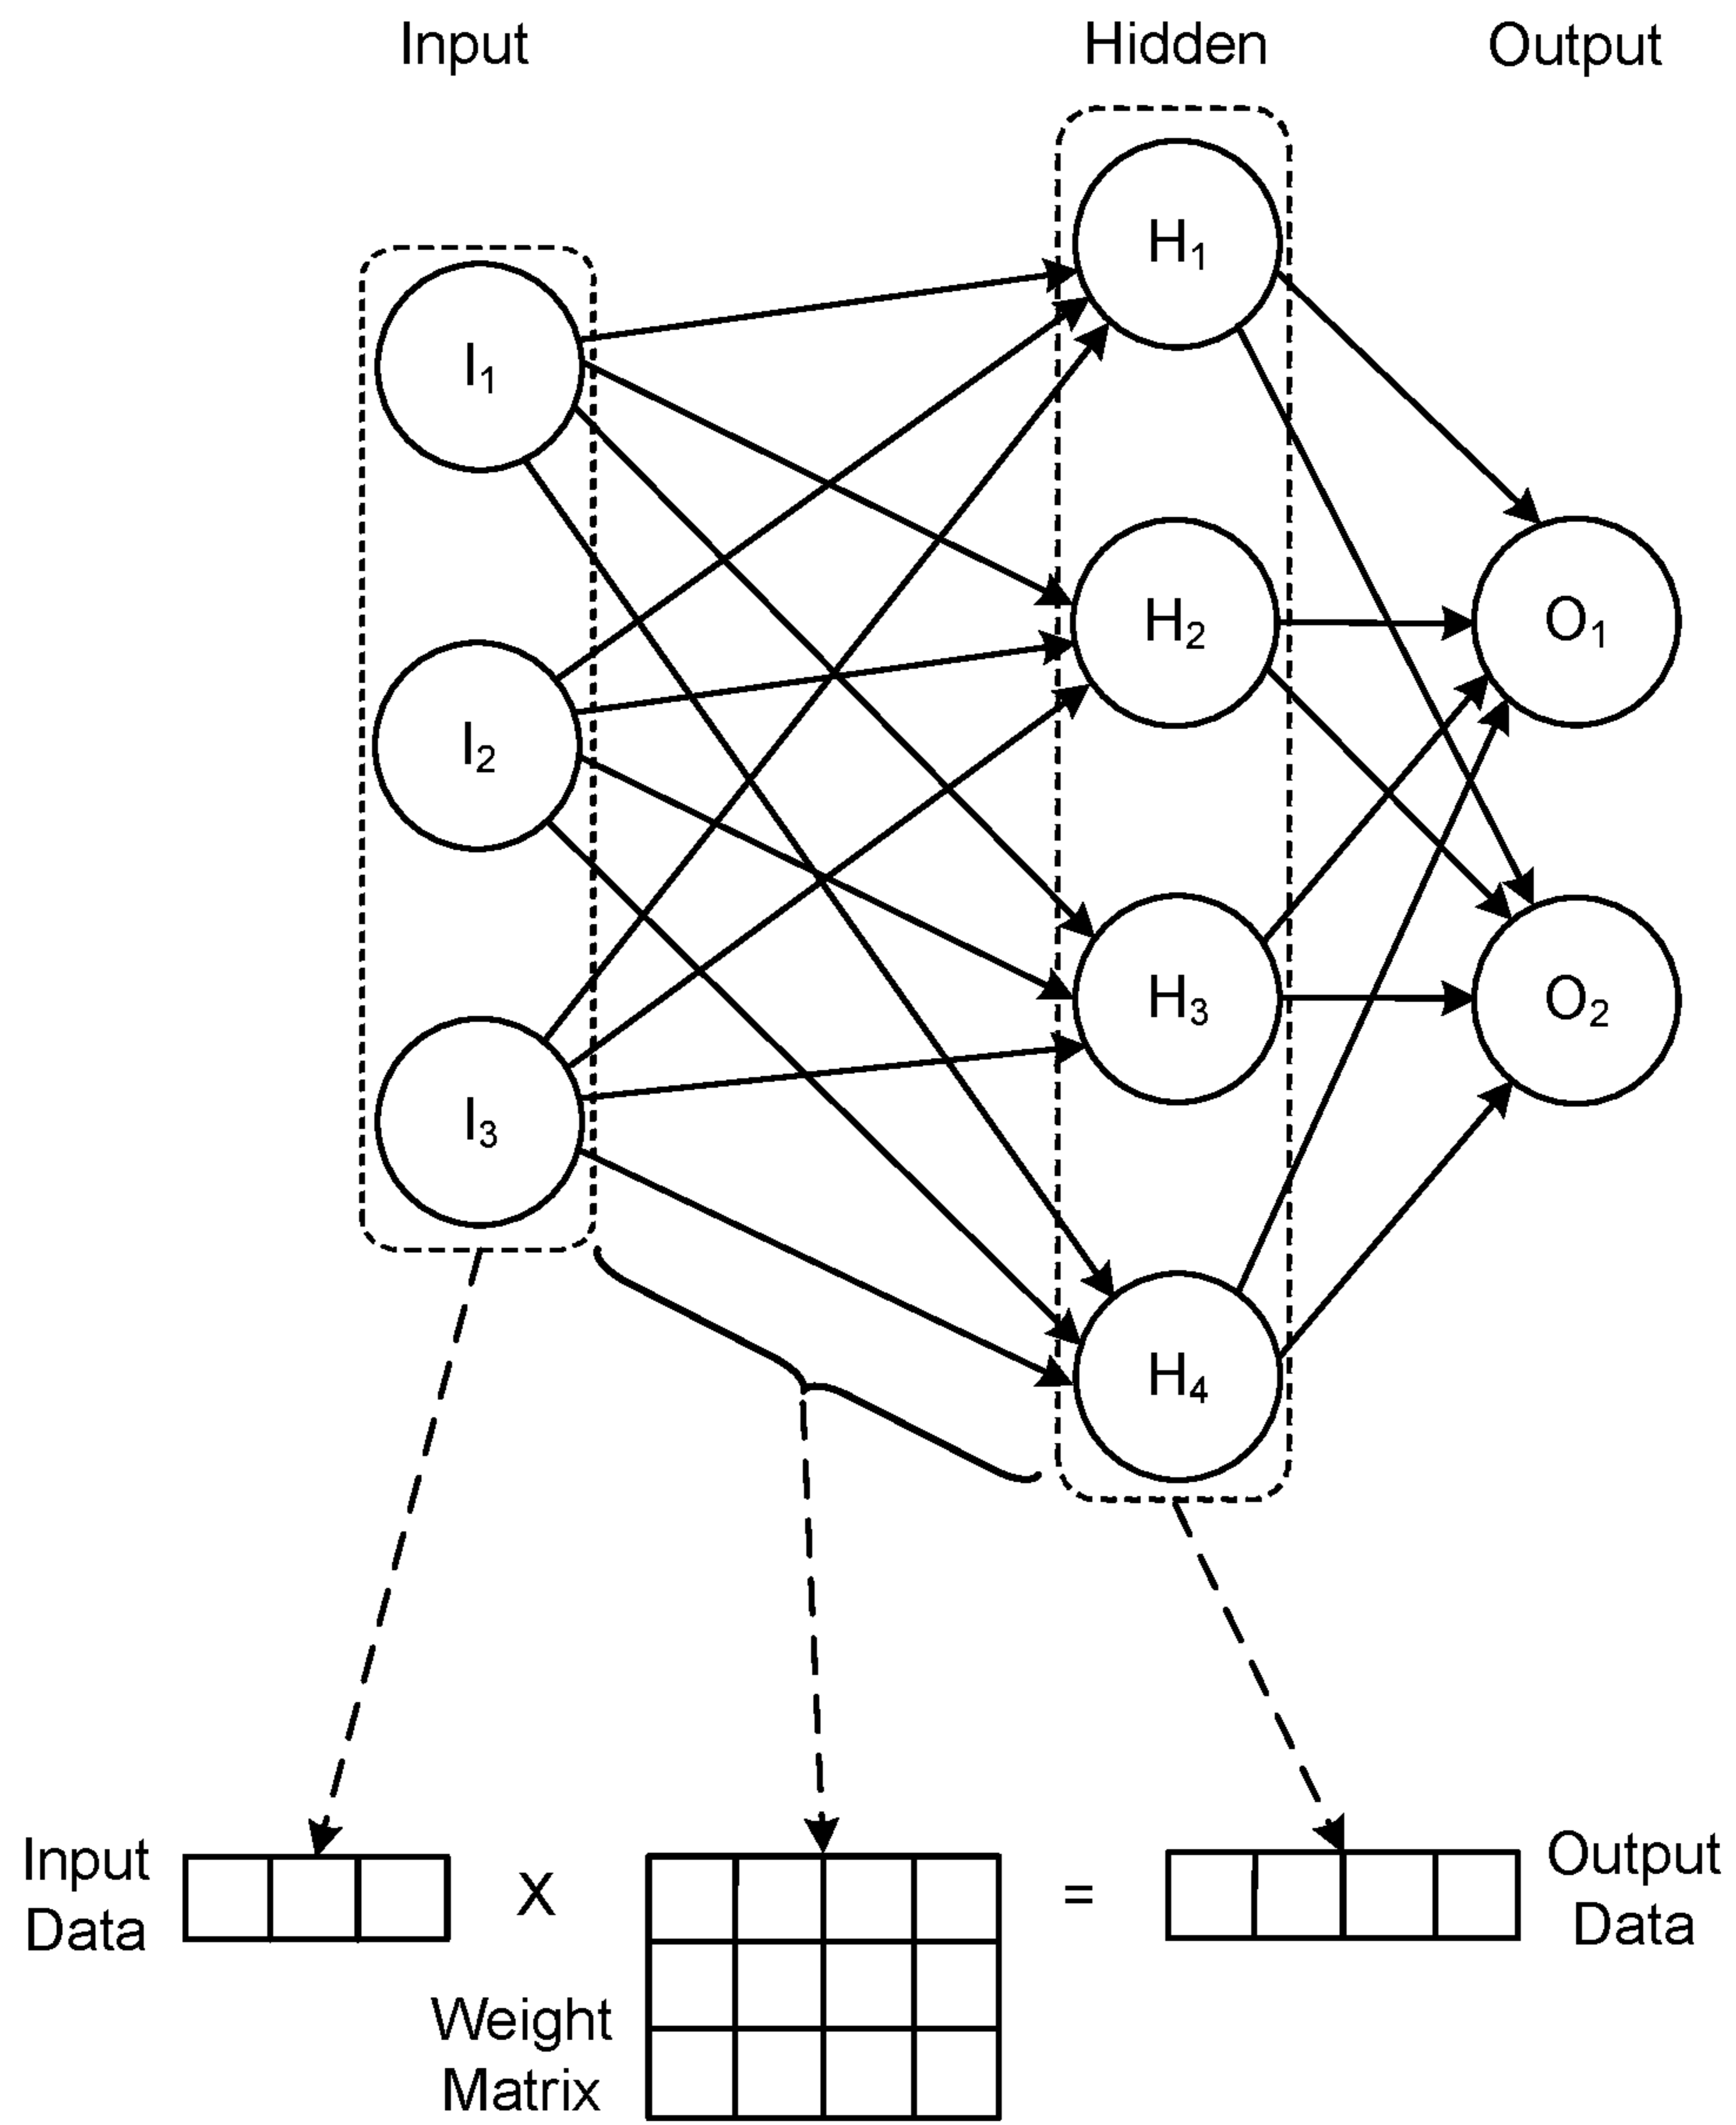 Input
Hidden
Output
I1
I2
I3
H1
H2
H3
H4
O1
O2
Input
Data
X
Weight
Matrix
=
Output
Data